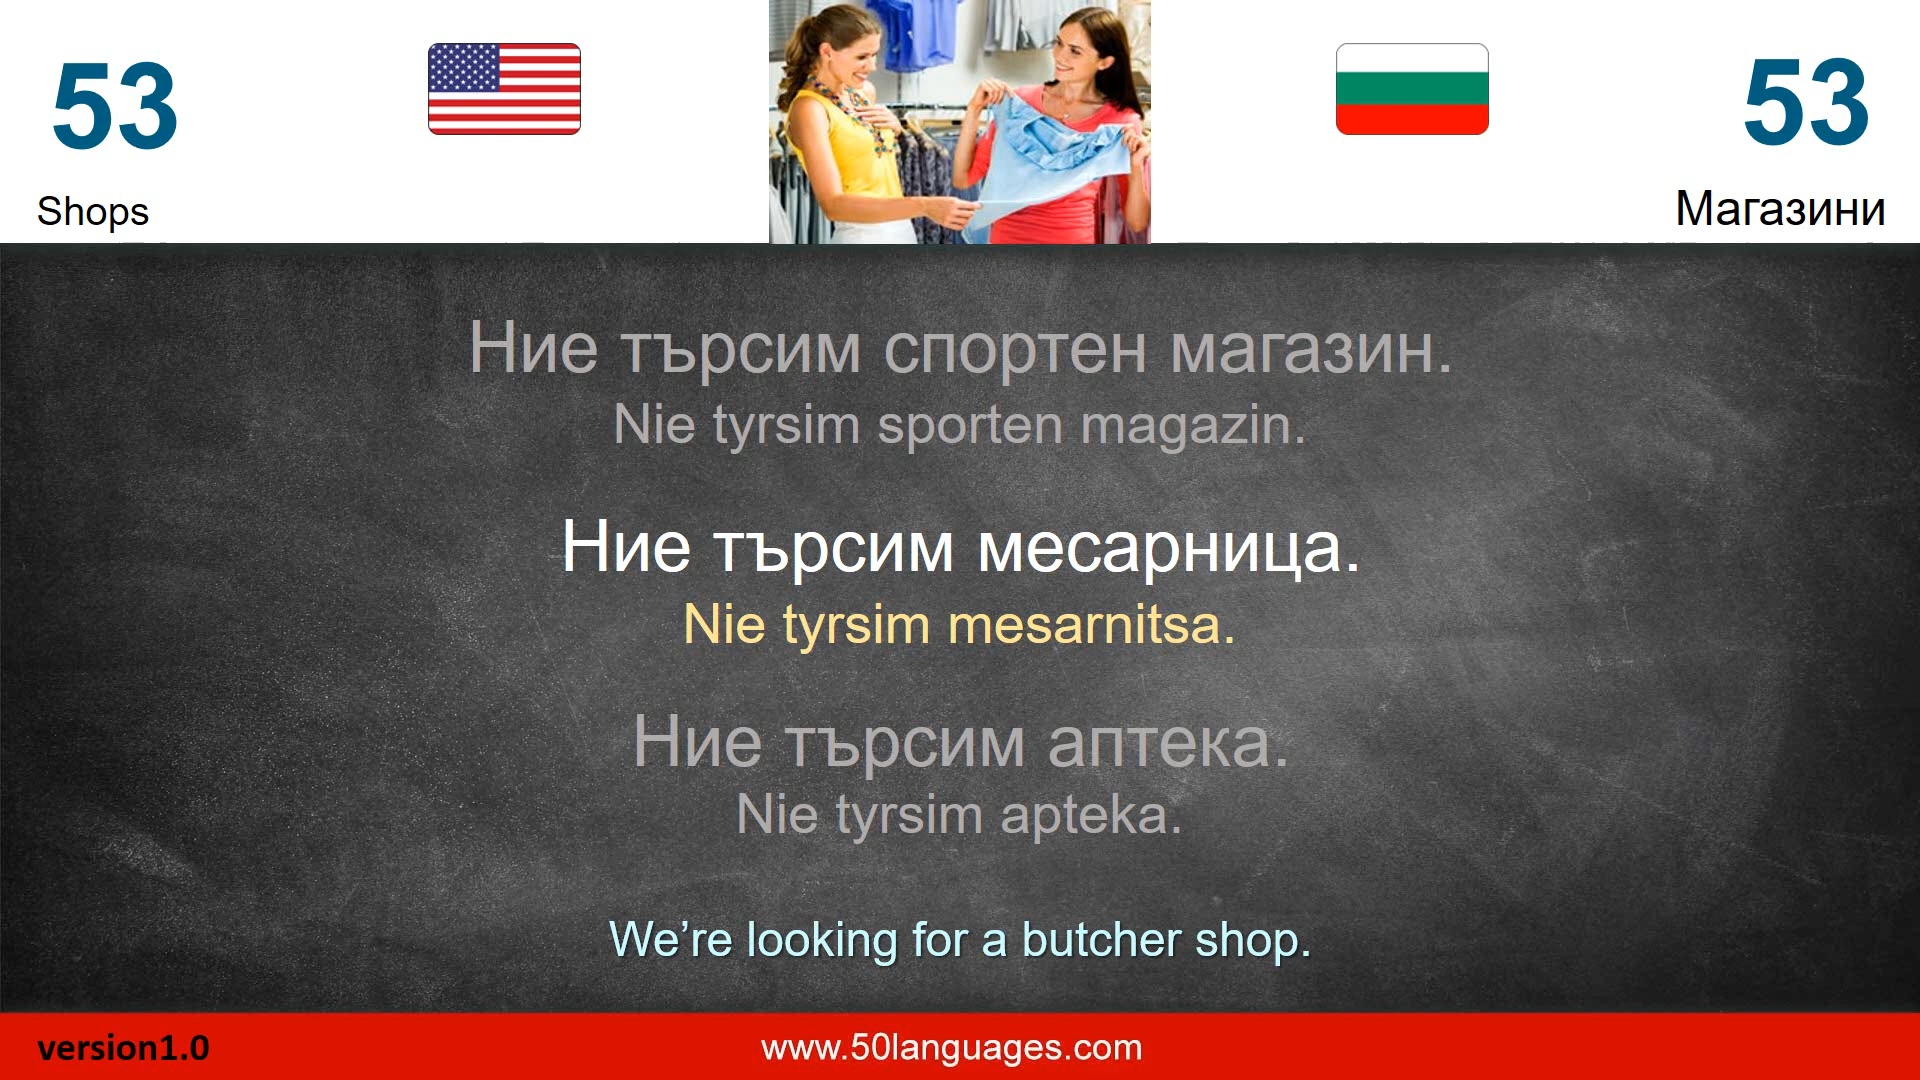 53
53
Shops
Магазини
Ние търсим спортен магазин.
Nie tyrsim sporten magazin.
Ние търсим месарница.
Nie tyrsim mesarnitsa.
Ние търсим аптека.
Nie tyrsim apteka.
We’re looking for a butcher shop.
version1.0
www.50languages.com